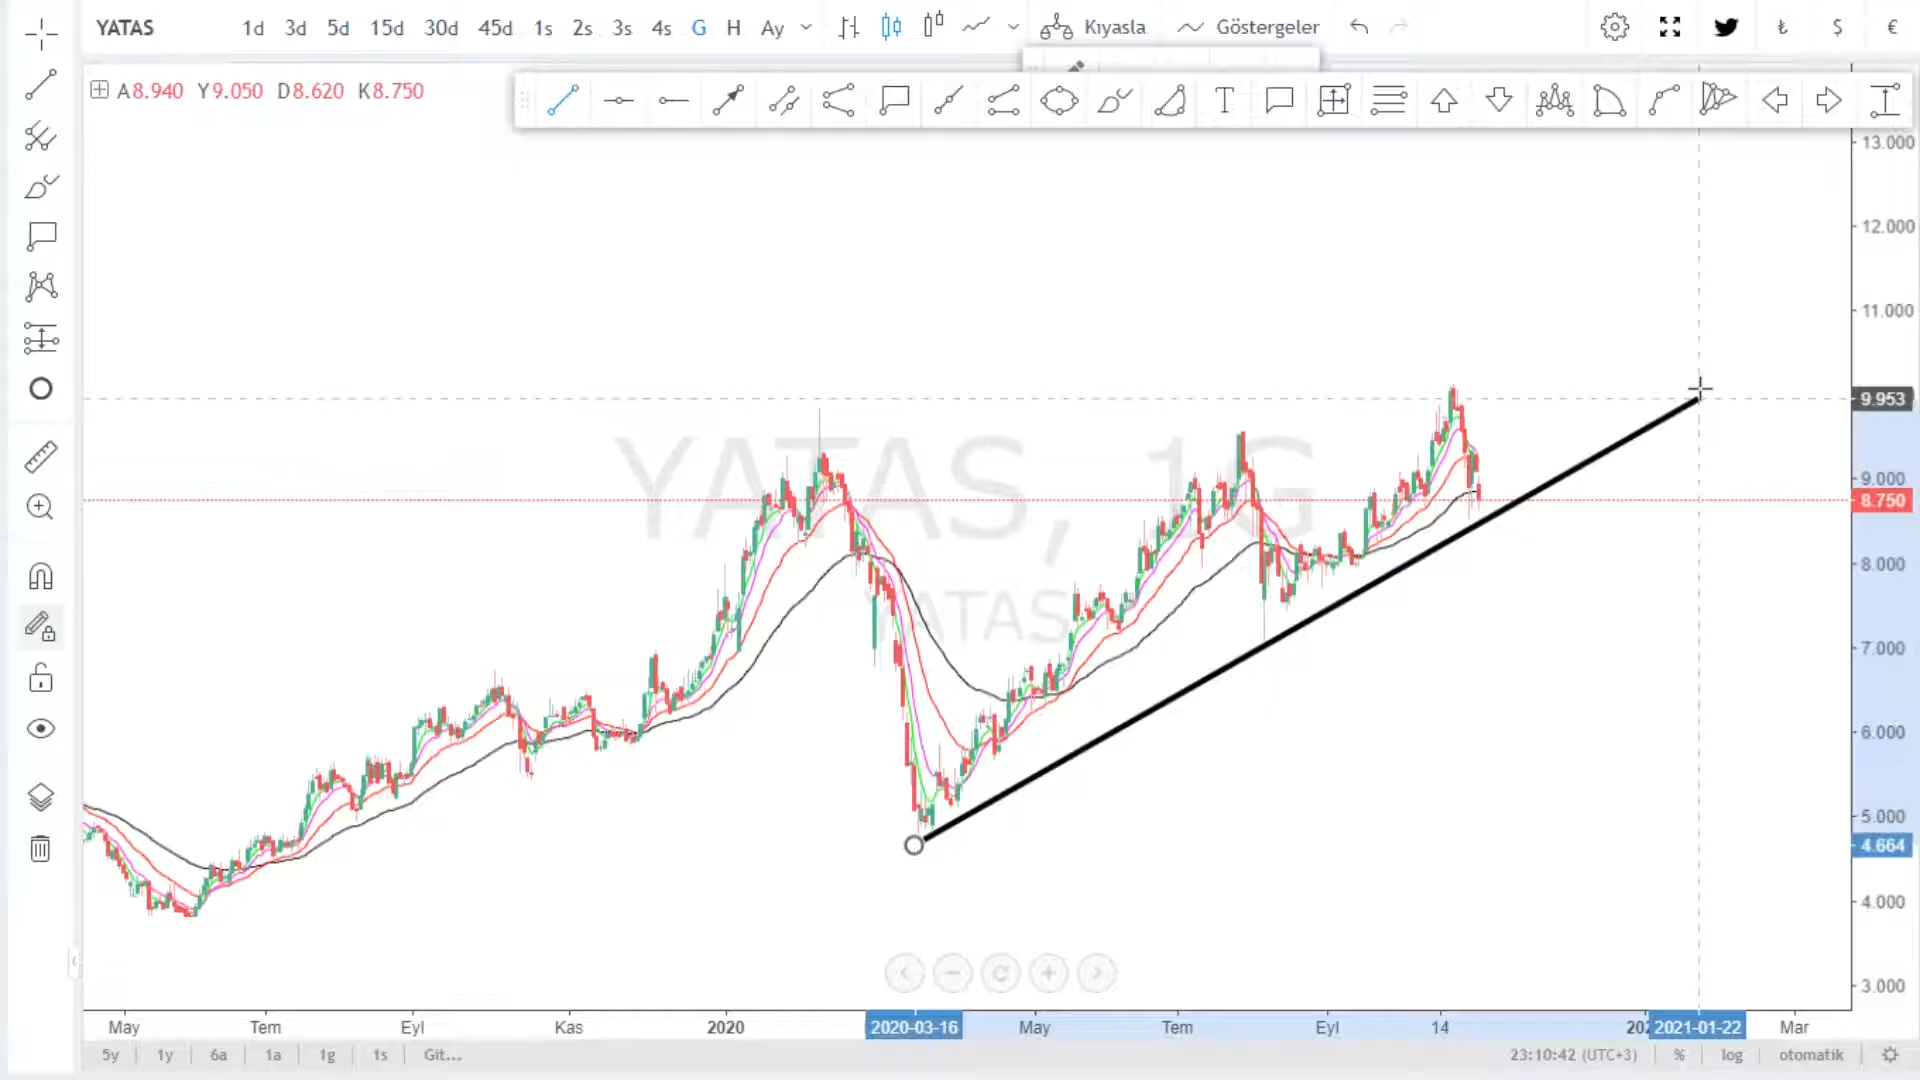 YATAS 1d 3d 5d 15d 30d 45d 1s 2s 3s 4s G H Ay Kıyasla Göstergeler ₺ $ €
A8.940 Y9.050 D8.620 K8.750
T
13.000
12.000
11.000
9.953
9.000
8.750
8.000
7.000
6.000
5.000
4.664
4.000
3.000
YATAS, 1G
YATAS
May Tem Eyl Kas 2020 2020-03-16 May Tem Eyl 14 202 2021-01-22 Mar
5y 1y 6a 1a 1g 1s Git... 23:10:42 (UTC+3) % log otomatik